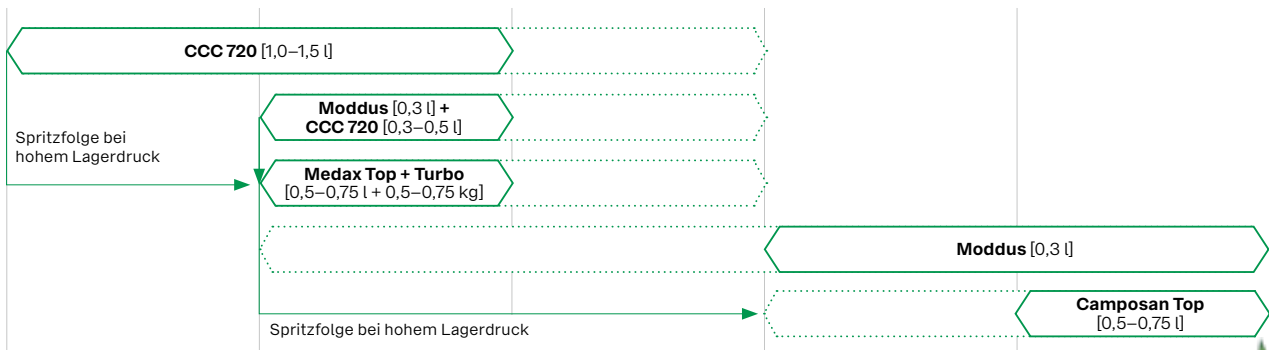 CCC 720 [1,0–1,5 l]
Moddus [0,3 l] +
CCC 720 [0,3–0,5 l]
Spritzfolge bei
hohem Lagerdruck
Medax Top + Turbo
[0,5–0,75 l + 0,5–0,75 kg]
Moddus [0,3 l]
Camposan Top
[0,5–0,75 l]
Spritzfolge bei hohem Lagerdruck